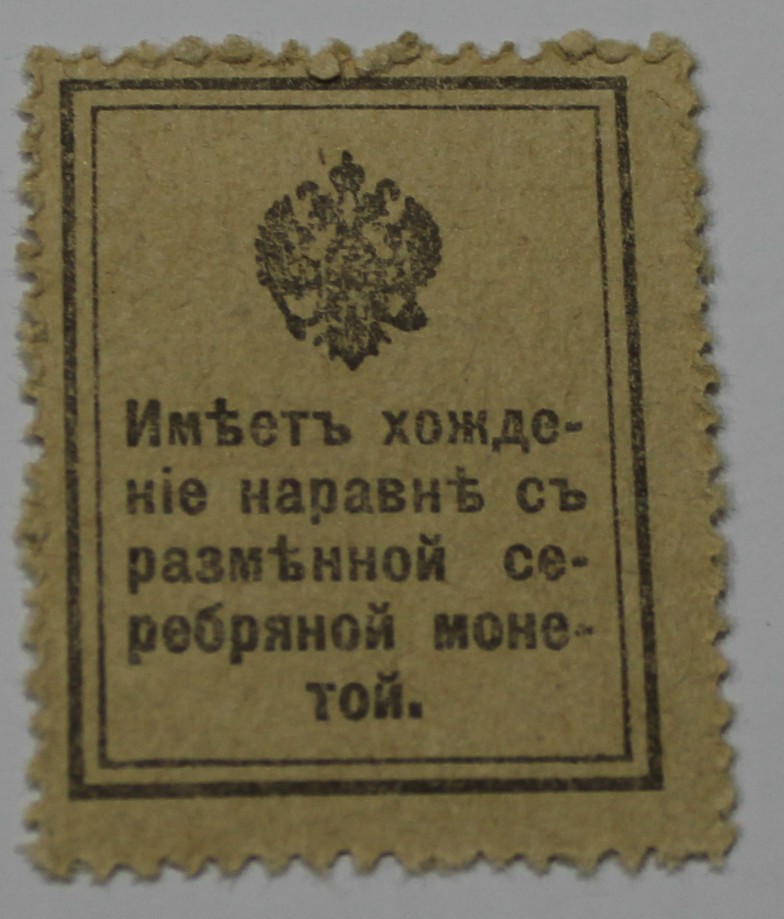 Имѣетъ хожде-
ніе наравнѣ съ
размѣнной се-
ребряной моне-
той.